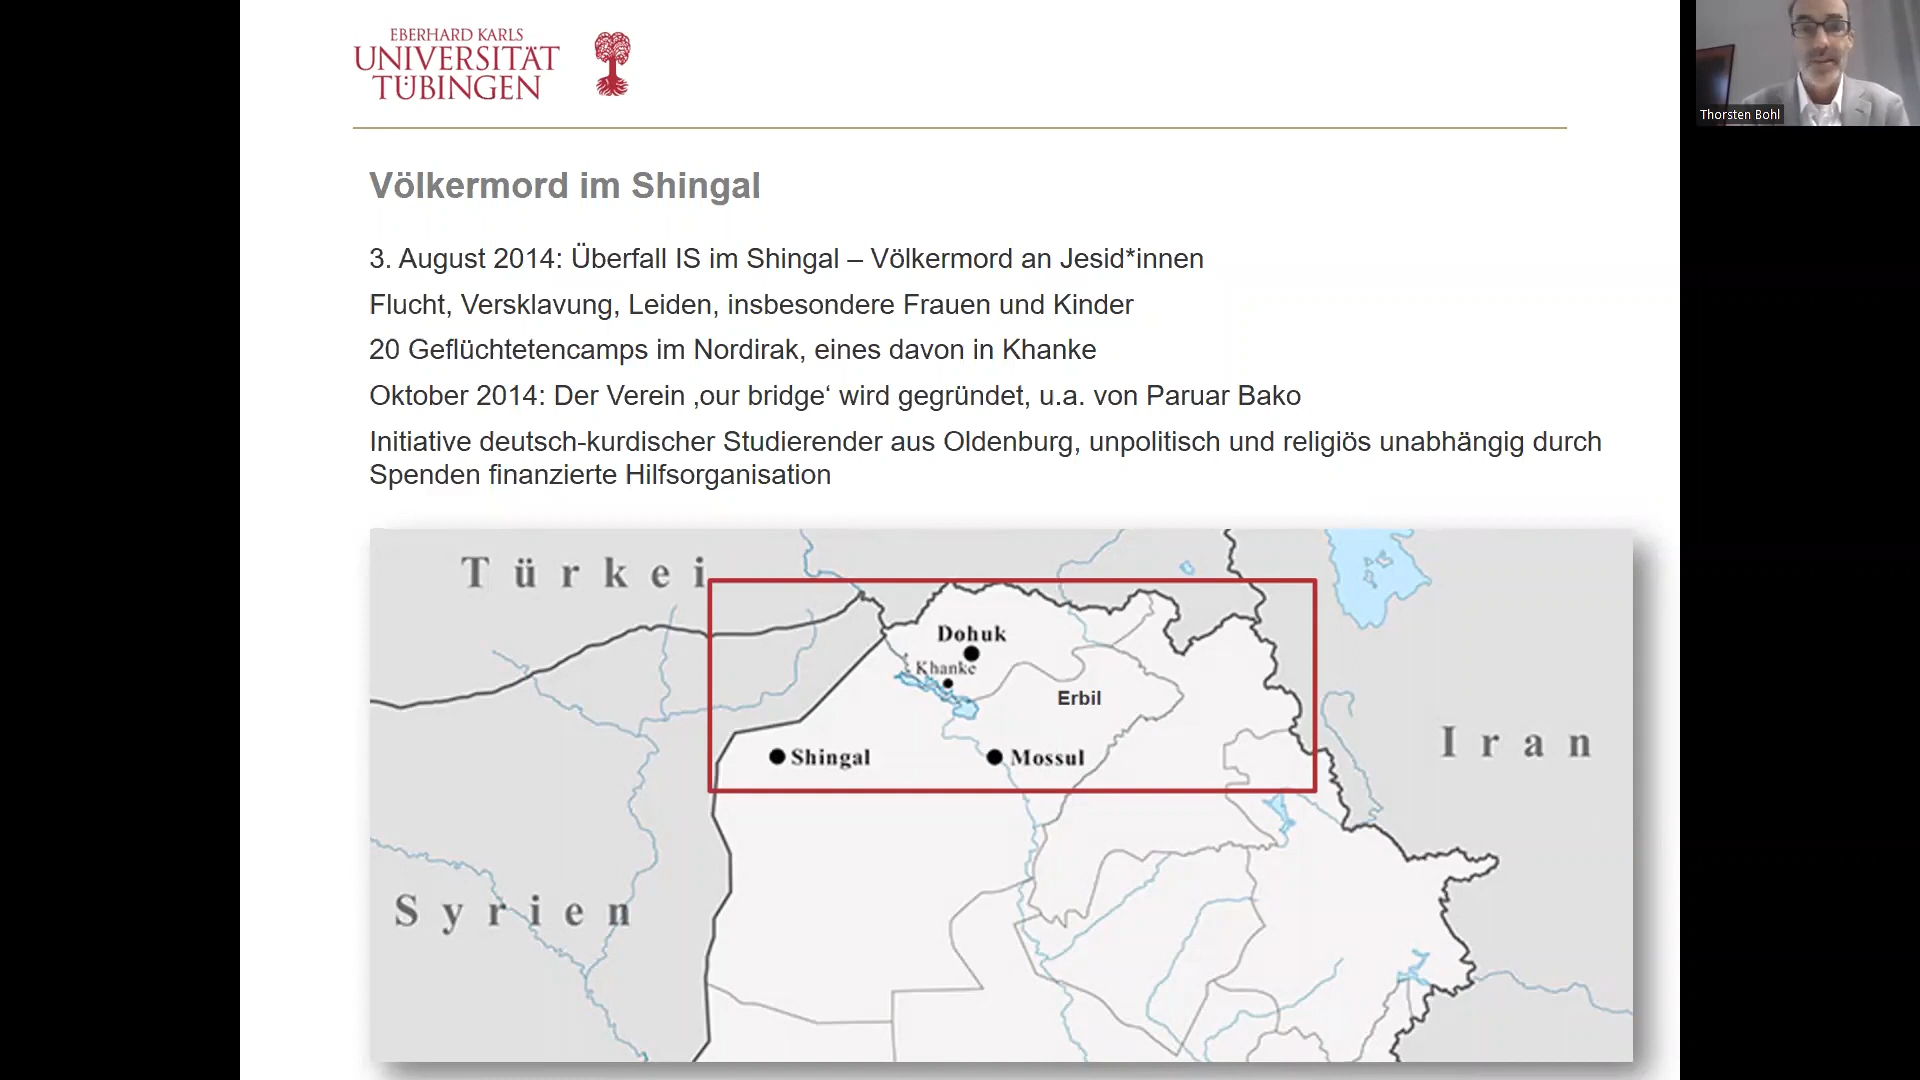 EBERHARD KARLS
UNIVERSITÄT
TÜBINGEN
Thorsten Bohl
Völkermord im Shingal
3. August 2014: Überfall IS im Shingal – Völkermord an Jesid*innen
Flucht, Versklavung, Leiden, insbesondere Frauen und Kinder
20 Geflüchtetencamps im Nordirak, eines davon in Khanke
Oktober 2014: Der Verein ‚our bridge‘ wird gegründet, u.a. von Paruar Bako
Initiative deutsch-kurdischer Studierender aus Oldenburg, unpolitisch und religiös unabhängig durch
Spenden finanzierte Hilfsorganisation
Türkei
Dohuk
Khanke
Erbil
Iran
Shingal
Mossul
Syrien